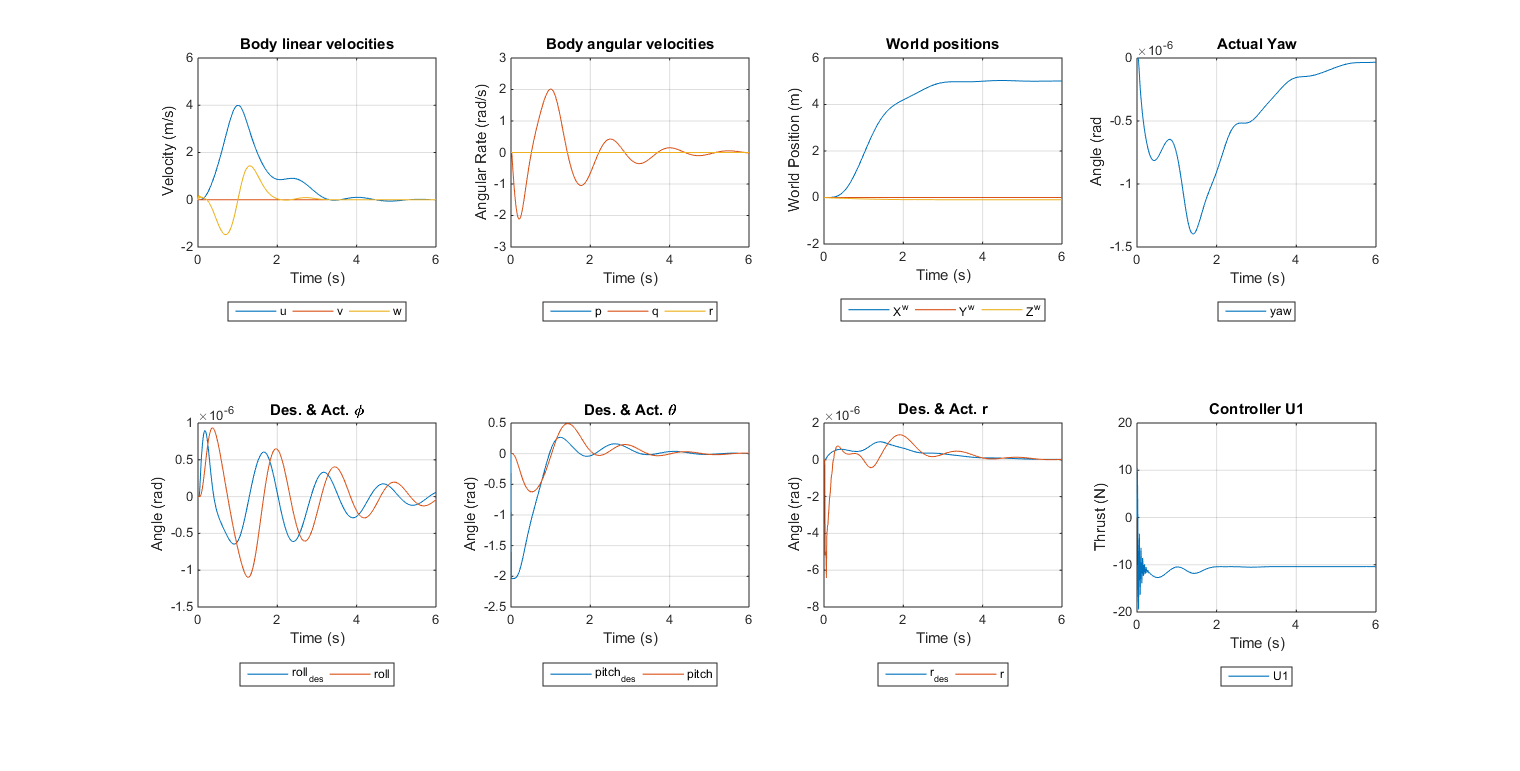 Body linear velocities
Velocity (m/s)
6
4
2
0
-2
0 2 4 6
Time (s)
u v w
Body angular velocities
Angular Rate (rad/s)
3
2
1
0
-1
-2
-3
0 2 4 6
Time (s)
p q r
World positions
World Position (m)
6
4
2
0
-2
0 2 4 6
Time (s)
X^w Y^w Z^w
Actual Yaw
×10^-6
Angle (rad
0
-0.5
-1
-1.5
0 2 4 6
Time (s)
yaw
Des. & Act. ϕ
×10^-6
Angle (rad)
1
0.5
0
-0.5
-1
-1.5
0 2 4 6
Time (s)
roll_des roll
Des. & Act. θ
Angle (rad)
0.5
0
-0.5
-1
-1.5
-2
-2.5
0 2 4 6
Time (s)
pitch_des pitch
Des. & Act. r
×10^-6
Angle (rad)
2
0
-2
-4
-6
-8
0 2 4 6
Time (s)
r_des r
Controller U1
Thrust (N)
20
10
0
-10
-20
0 2 4 6
Time (s)
U1